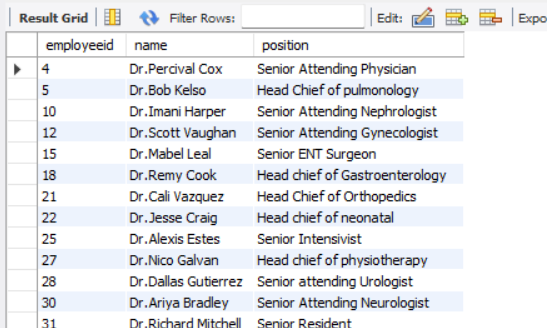 Result Grid Filter Rows: Edit: Expo
employeeid name position
4 Dr.Percival Cox Senior Attending Physician
5 Dr.Bob Kelso Head Chief of pulmonology
10 Dr.Imani Harper Senior Attending Nephrologist
12 Dr.Scott Vaughan Senior Attending Gynecologist
15 Dr.Mabel Leal Senior ENT Surgeon
18 Dr.Remy Cook Head chief of Gastroenterology
21 Dr.Cali Vazquez Head Chief of Orthopedics
22 Dr.Jesse Craig Head chief of neonatal
25 Dr.Alexis Estes Senior Intensivist
27 Dr.Nico Galvan Head chief of physiotherapy
28 Dr.Dallas Gutierrez Senior attending Urologist
30 Dr.Ariya Bradley Senior Attending Neurologist
31 Dr.Richard Mitchell Senior Resident